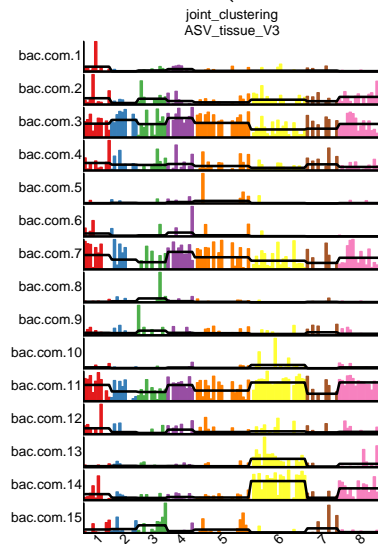 joint_clustering
ASV_tissue_V3
bac.com.1
bac.com.2
bac.com.3
bac.com.4
bac.com.5
bac.com.6
bac.com.7
bac.com.8
bac.com.9
bac.com.10
bac.com.11
bac.com.12
bac.com.13
bac.com.14
bac.com.15
1 2 3 4 5 6 7 8